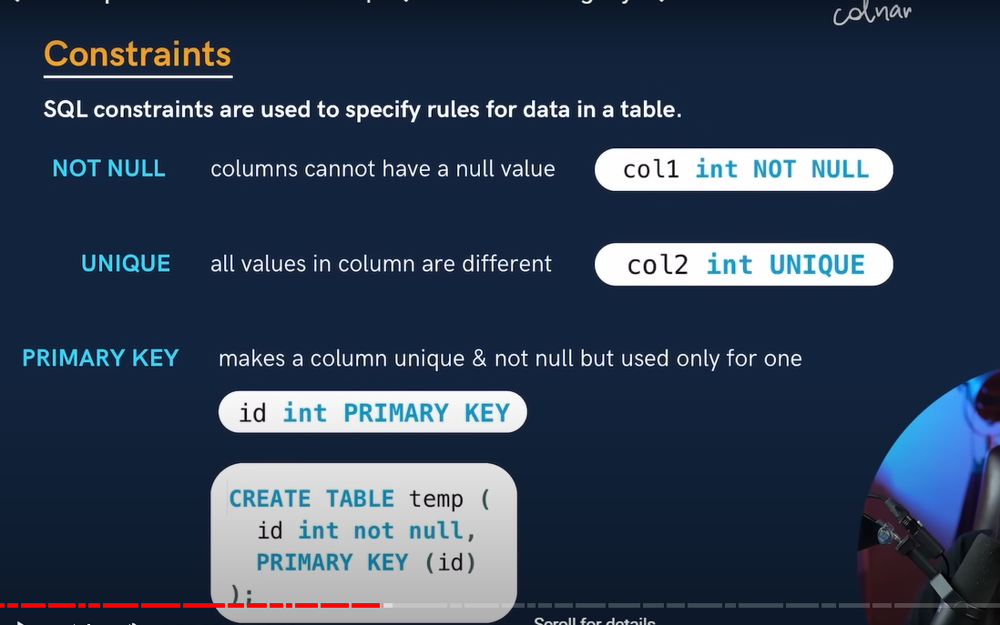 colnar
Constraints
SQL constraints are used to specify rules for data in a table.
NOT NULL columns cannot have a null value col1 int NOT NULL
UNIQUE all values in column are different col2 int UNIQUE
PRIMARY KEY makes a column unique & not null but used only for one
id int PRIMARY KEY
CREATE TABLE temp (
id int not null,
PRIMARY KEY (id)
);
Scroll for details